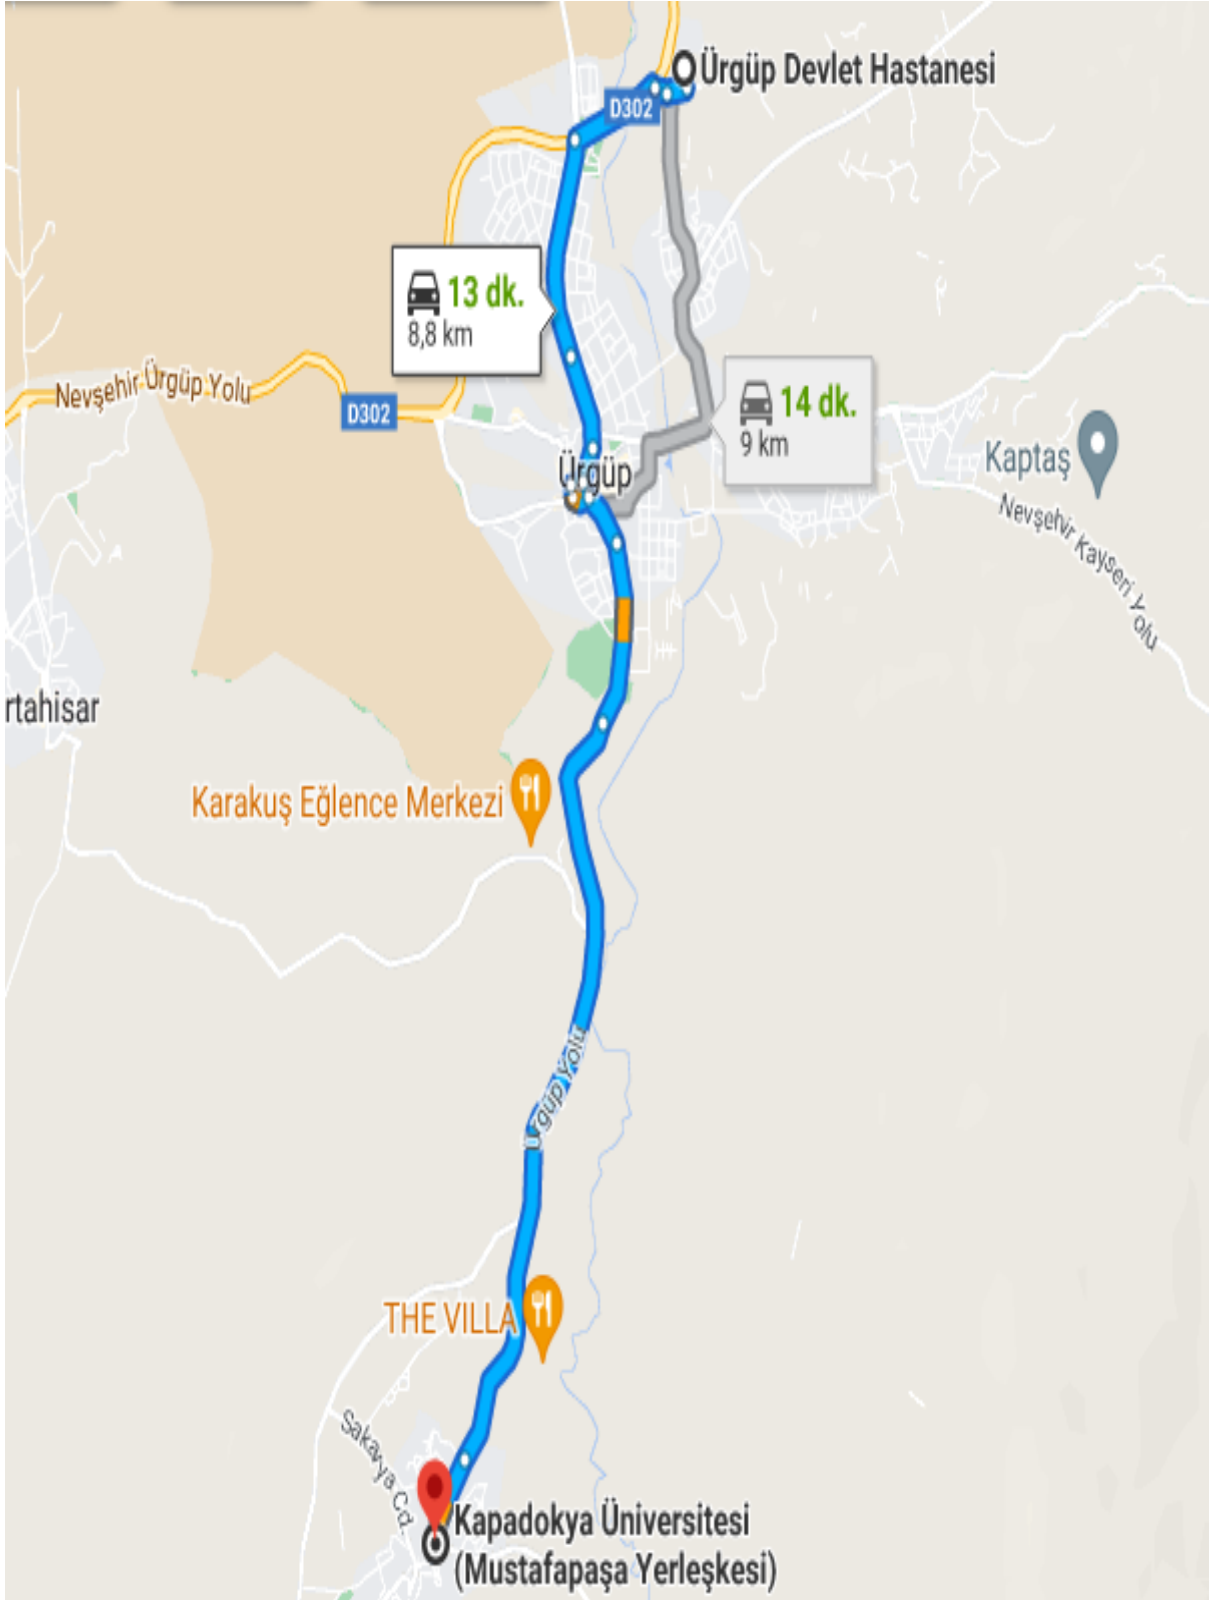 Ürgüp Devlet Hastanesi
D302
13 dk.
8,8 km
Nevşehir Ürgüp Yolu
D302
14 dk.
9 km
Ürgüp
Kaptaş
Nevşehir Kayseri Yolu
rtahisar
Karakuş Eğlence Merkezi
Ürgüp Yolu
THE VILLA
Sakarya Cd.
Kapadokya Üniversitesi
(Mustafapaşa Yerleşkesi)